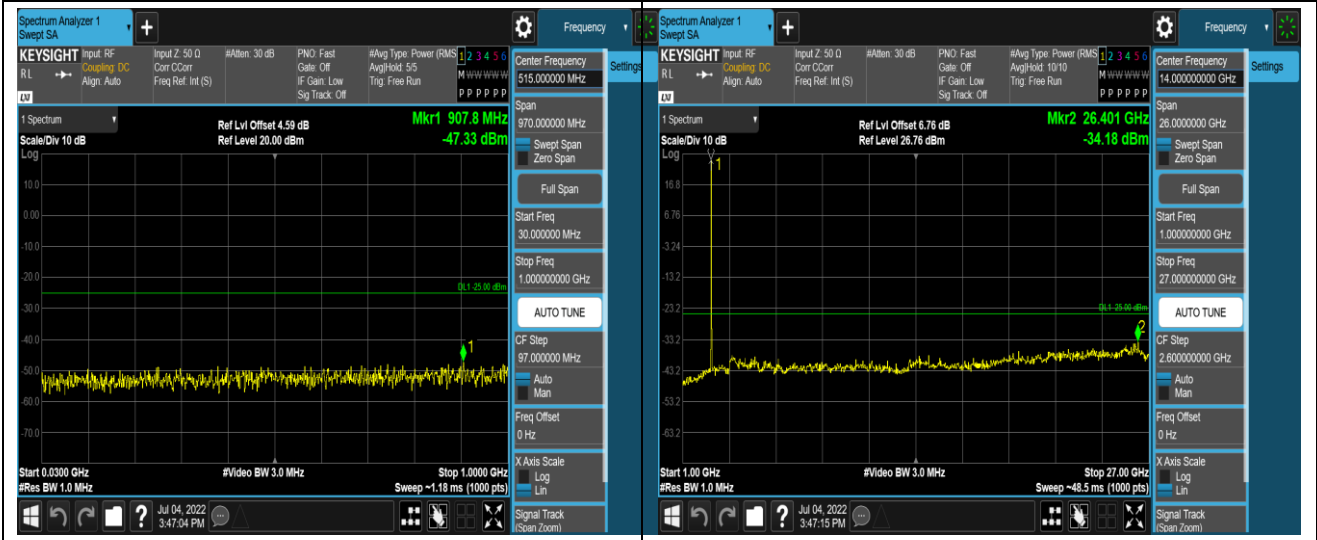 Spectrum Analyzer 1
Swept SA
+
Frequency
KEYSIGHT
RL
LXI
Input: RF
Coupling: DC
Align: Auto
Input Z: 50 Ω
Corr CCorr
Freq Ref: Int (S)
#Atten: 30 dB
PNO: Fast
Gate: Off
IF Gain: Low
Sig Track: Off
#Avg Type: Power (RMS
Avg|Hold: 5/5
Trig: Free Run
1 2 3 4 5 6
M W W W W W
P P P P P P
1 Spectrum
Scale/Div 10 dB
Log
Ref Lvl Offset 4.59 dB
Ref Level 20.00 dBm
Mkr1 907.8 MHz
-47.33 dBm
10.0
0.00
-10.0
-20.0
-30.0
-40.0
-50.0
-60.0
-70.0
DL1 -25.00 dBm
1
Start 0.0300 GHz
#Res BW 1.0 MHz
#Video BW 3.0 MHz
Stop 1.0000 GHz
Sweep ~1.18 ms (1000 pts)
Center Frequency
515.000000 MHz
Span
970.000000 MHz
Swept Span
Zero Span
Full Span
Start Freq
30.000000 MHz
Stop Freq
1.000000000 GHz
AUTO TUNE
CF Step
97.000000 MHz
Auto
Man
Freq Offset
0 Hz
X Axis Scale
Log
Lin
Signal Track
(Span Zoom)
Settings
?
Jul 04, 2022
3:47:04 PM
Spectrum Analyzer 1
Swept SA
+
Frequency
KEYSIGHT
RL
LXI
Input: RF
Coupling: DC
Align: Auto
Input Z: 50 Ω
Corr CCorr
Freq Ref: Int (S)
#Atten: 30 dB
PNO: Fast
Gate: Off
IF Gain: Low
Sig Track: Off
#Avg Type: Power (RMS
Avg|Hold: 10/10
Trig: Free Run
1 2 3 4 5 6
M W W W W W
P P P P P P
1 Spectrum
Scale/Div 10 dB
Log
Ref Lvl Offset 6.76 dB
Ref Level 26.76 dBm
Mkr2 26.401 GHz
-34.18 dBm
1
16.8
6.76
-3.24
-13.2
-23.2
-33.2
-43.2
-53.2
-63.2
DL1 -25.00 dBm
2
Start 1.00 GHz
#Res BW 1.0 MHz
#Video BW 3.0 MHz
Stop 27.00 GHz
Sweep ~48.5 ms (1000 pts)
Center Frequency
14.000000000 GHz
Span
26.0000000 GHz
Swept Span
Zero Span
Full Span
Start Freq
1.000000000 GHz
Stop Freq
27.000000000 GHz
AUTO TUNE
CF Step
2.600000000 GHz
Auto
Man
Freq Offset
0 Hz
X Axis Scale
Log
Lin
Signal Track
(Span Zoom)
Settings
?
Jul 04, 2022
3:47:15 PM